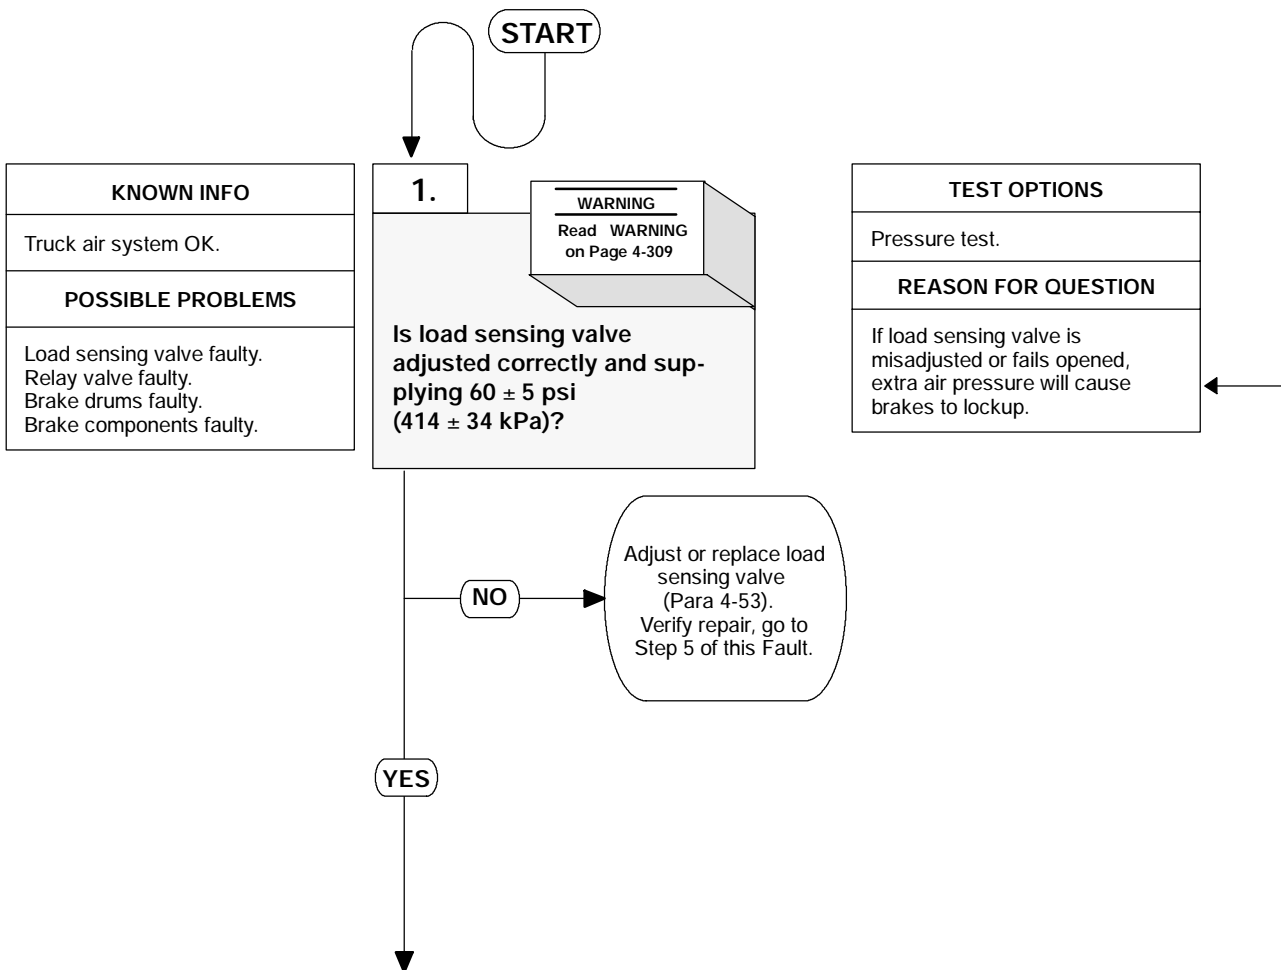 START
KNOWN INFO
Truck air system OK.
POSSIBLE PROBLEMS
Load sensing valve faulty.
Relay valve faulty.
Brake drums faulty.
Brake components faulty.
1.
WARNING
Read WARNING
on Page 4-309
Is load sensing valve
adjusted correctly and sup-
plying 60 ± 5 psi
(414 ± 34 kPa)?
TEST OPTIONS
Pressure test.
REASON FOR QUESTION
If load sensing valve is
misadjusted or fails opened,
extra air pressure will cause
brakes to lockup.
NO
Adjust or replace load
sensing valve
(Para 4-53).
Verify repair, go to
Step 5 of this Fault.
YES